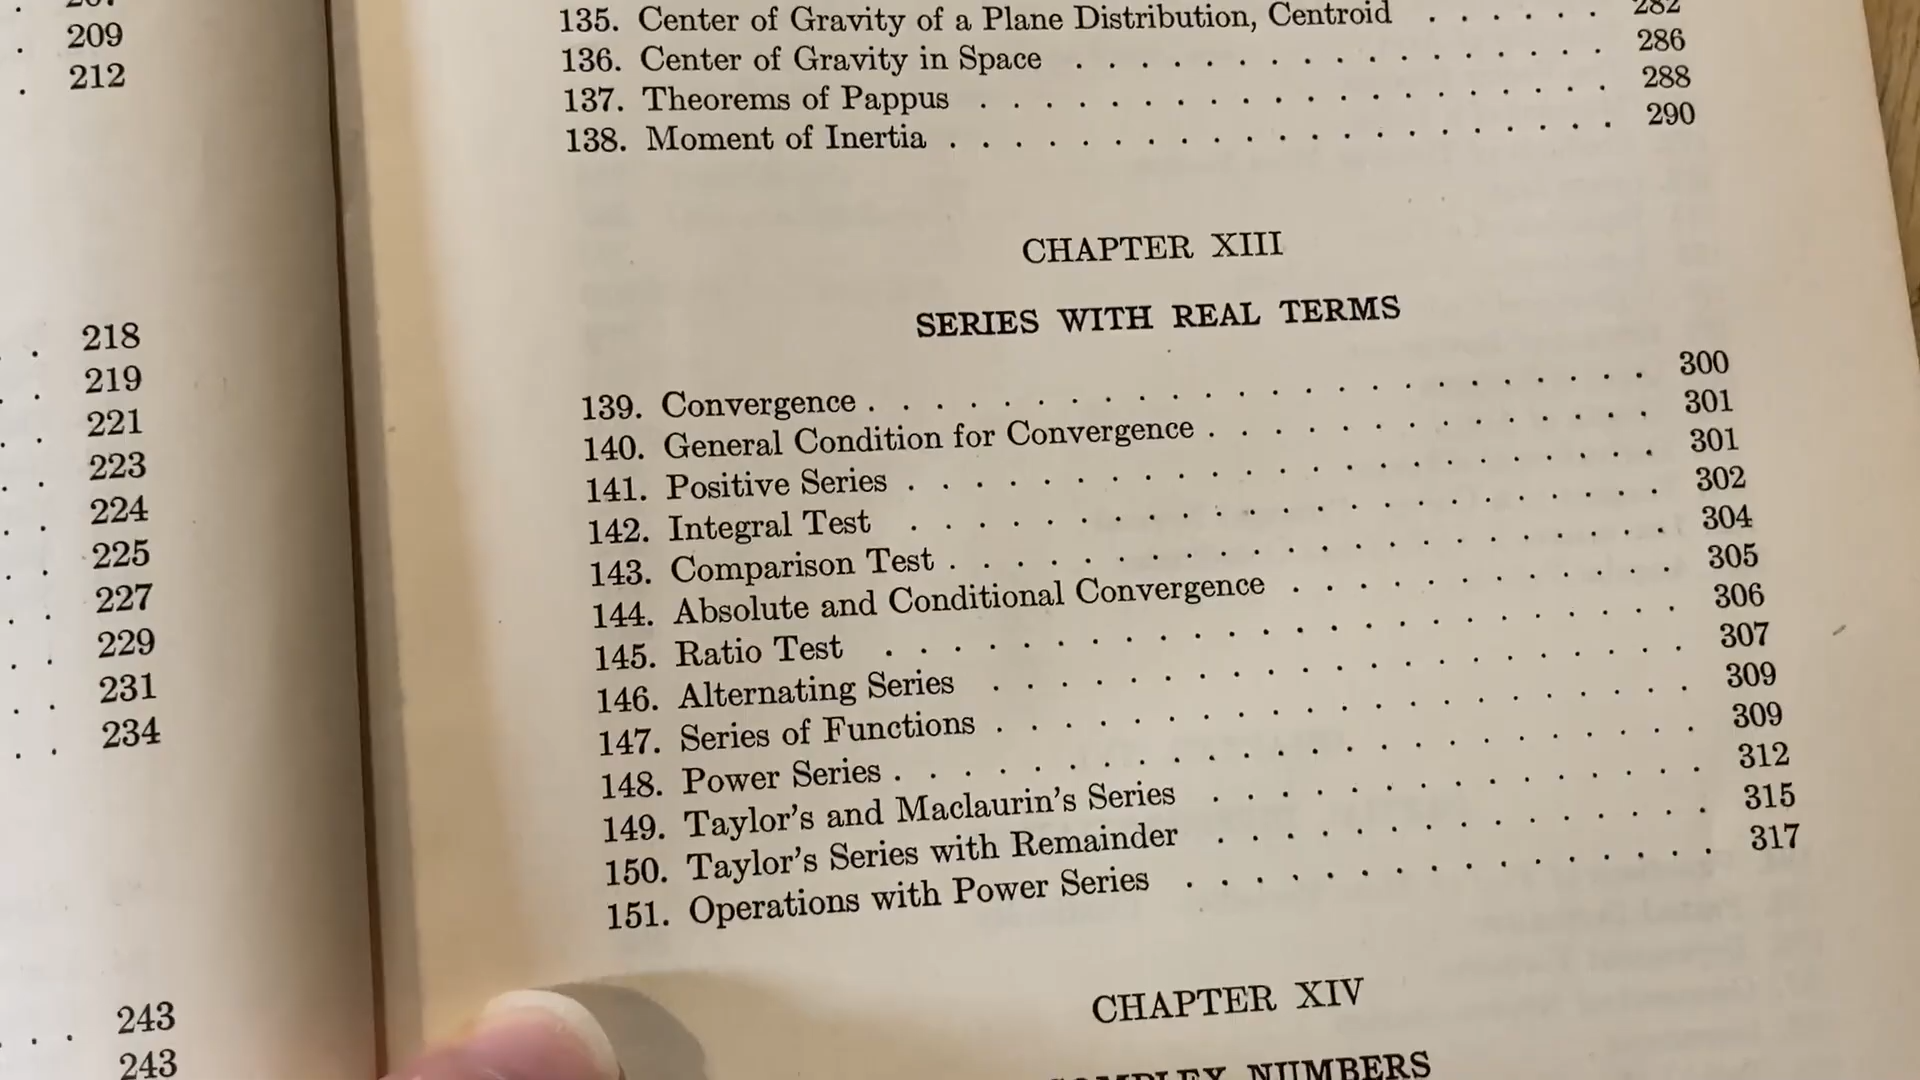 209
212
218
219
221
223
224
225
227
229
231
234
243
243
135. Center of Gravity of a Plane Distribution, Centroid . . . . . . 282
136. Center of Gravity in Space . . . . . . . . . . . . . . . . 286
137. Theorems of Pappus . . . . . . . . . . . . . . . . . . . 288
138. Moment of Inertia . . . . . . . . . . . . . . . . . . . . 290
CHAPTER XIII
SERIES WITH REAL TERMS
139. Convergence . . . . . . . . . . . . . . . . . . . . . . . 300
140. General Condition for Convergence . . . . . . . . . . . . . 301
141. Positive Series . . . . . . . . . . . . . . . . . . . . . . 301
142. Integral Test . . . . . . . . . . . . . . . . . . . . . . 302
143. Comparison Test . . . . . . . . . . . . . . . . . . . . . 304
144. Absolute and Conditional Convergence . . . . . . . . . . . 305
145. Ratio Test . . . . . . . . . . . . . . . . . . . . . . . 306
146. Alternating Series . . . . . . . . . . . . . . . . . . . . 307
147. Series of Functions . . . . . . . . . . . . . . . . . . . . 309
148. Power Series . . . . . . . . . . . . . . . . . . . . . . . 309
149. Taylor's and Maclaurin's Series . . . . . . . . . . . . . . 312
150. Taylor's Series with Remainder . . . . . . . . . . . . . . 315
151. Operations with Power Series . . . . . . . . . . . . . . . 317
CHAPTER XIV
COMPLEX NUMBERS